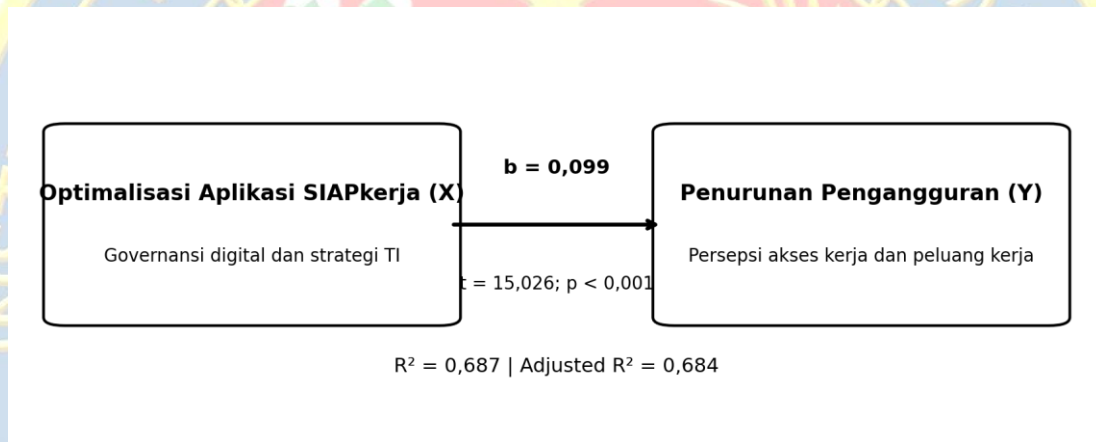 b = 0,099
Optimalisasi Aplikasi SIAPkerja (X)
Penurunan Pengangguran (Y)
Governansi digital dan strategi TI
Persepsi akses kerja dan peluang kerja
t = 15,026; p < 0,001
R² = 0,687 | Adjusted R² = 0,684